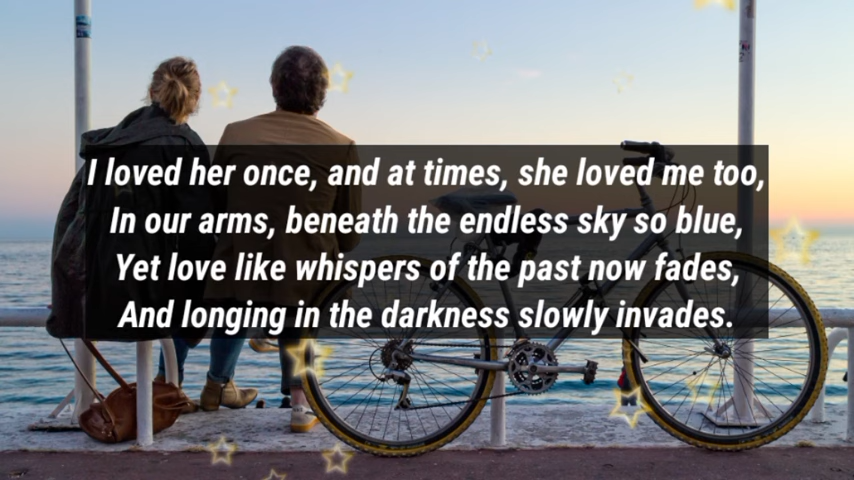 I loved her once, and at times, she loved me too,
In our arms, beneath the endless sky so blue,
Yet love like whispers of the past now fades,
And longing in the darkness slowly invades.